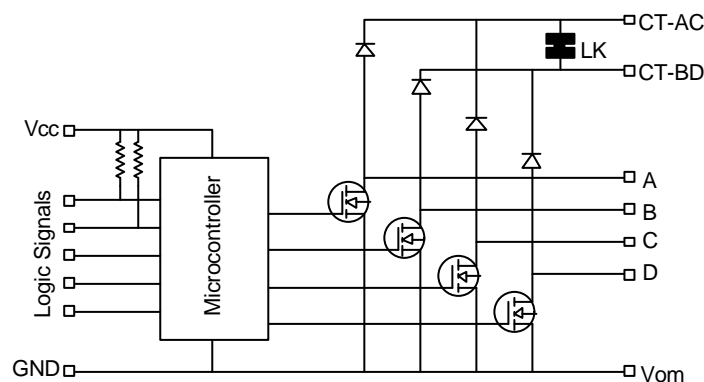 CT-AC
LK
CT-BD
Vcc
Logic Signals
Microcontroller
A
B
C
D
GND
Vom